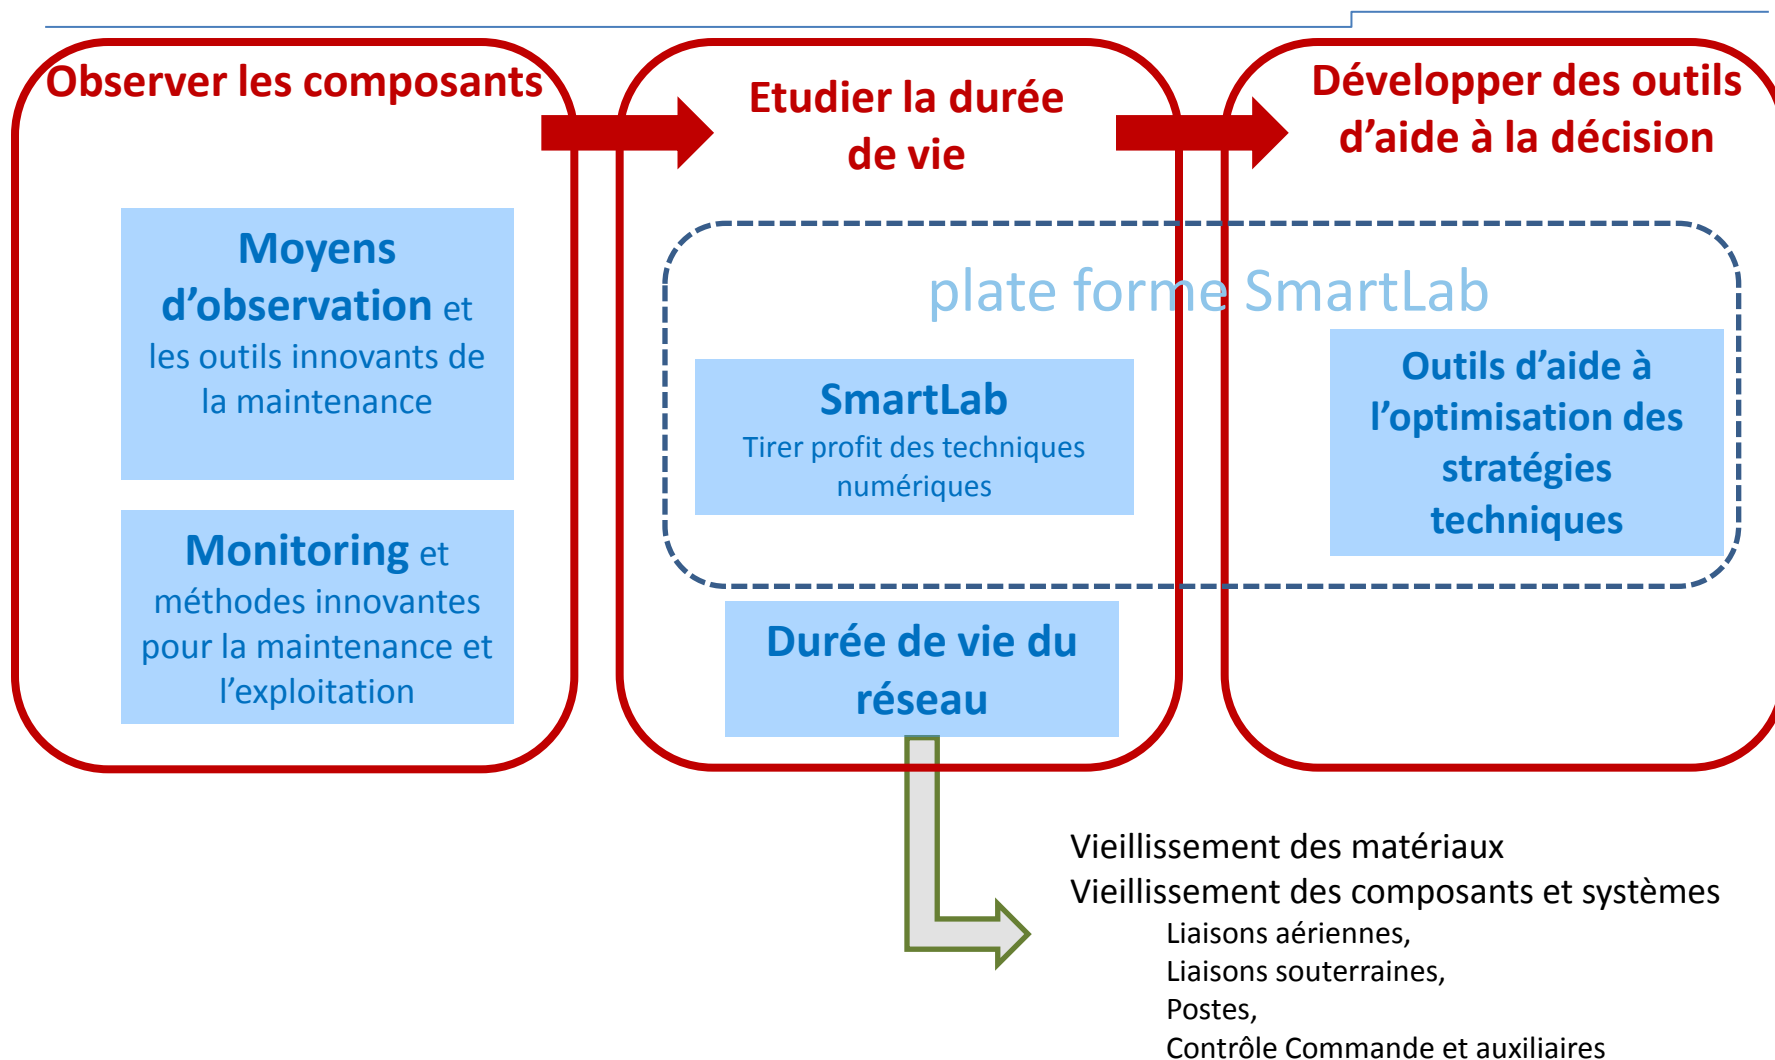 Observer les composants
Moyens
d’observation et
les outils innovants de
la maintenance
Monitoring et
méthodes innovantes
pour la maintenance et
l’exploitation
Etudier la durée
de vie
plate forme SmartLab
SmartLab
Tirer profit des techniques
numériques
Durée de vie du
réseau
Développer des outils
d’aide à la décision
Outils d’aide à
l’optimisation des
stratégies
techniques
Vieillissement des matériaux
Vieillissement des composants et systèmes
Liaisons aériennes,
Liaisons souterraines,
Postes,
Contrôle Commande et auxiliaires